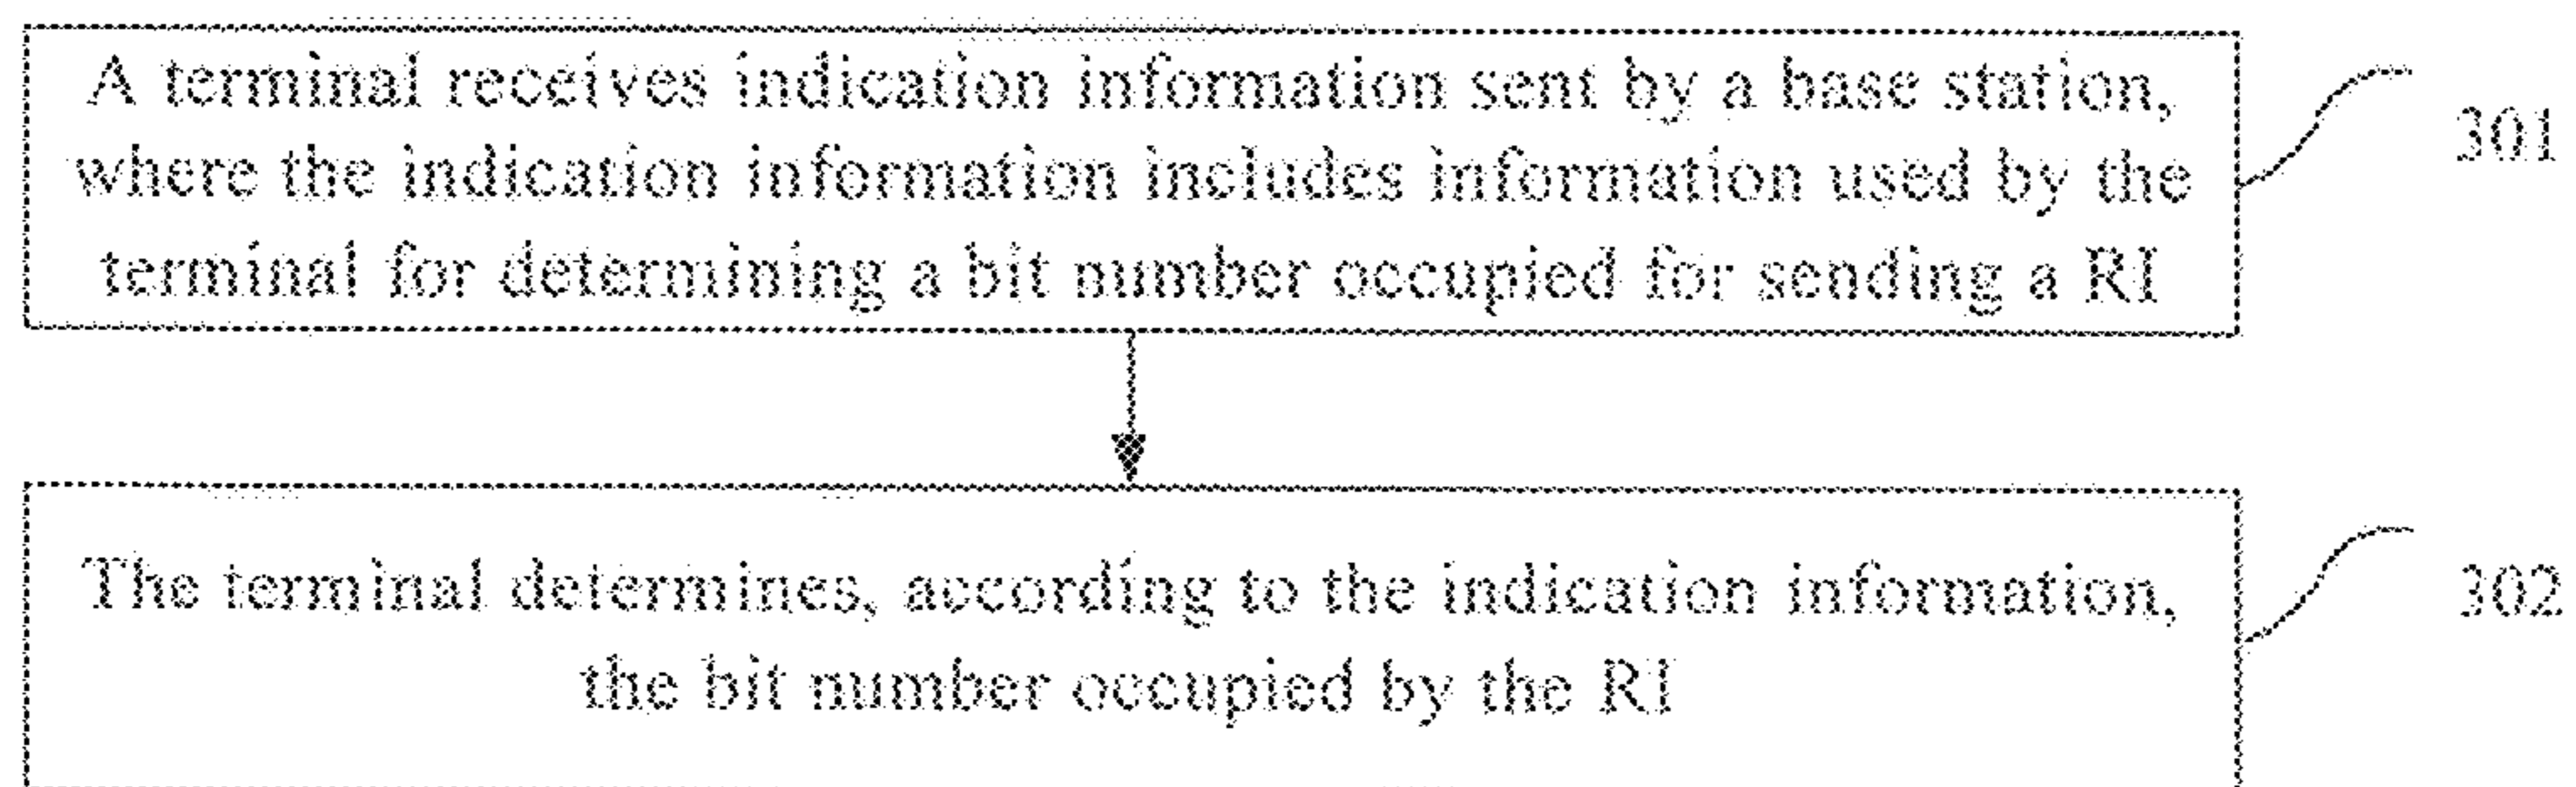 A terminal receives indication information sent by a base station,
where the indication information includes information used by the
terminal for determining a bit number occupied for sending a RI
301
The terminal determines, according to the indication information,
the bit number occupied by the RI
302